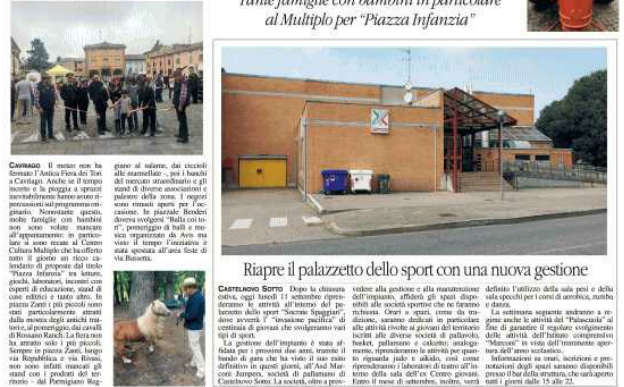 Tante famiglie con bambini in particolare
al Multiplo per “Piazza Infanzia”
CAVRIAGO Il meteo non ha
fermato l'Antica Fiera dei Tori
a Cavriago. Anche se il tempo
incerto e la pioggia a sprazzi
inevitabilmente hanno avuto ri-
percussioni sul programma ori-
ginario. Nonostante questo,
molte famiglie con bambini
non sono volute mancare
all'appuntamento: in partico-
lare si sono recate al Centro
Cultura Multiplo che ha offerto
tutto il giorno un ricco ca-
lendario di proposte dal titolo
"Piazza Infanzia" tra letture,
giochi, laboratori, incontri con
esperti di educazione, stand di
case editrici e tanto altro. In
piazza Zanti i più piccoli sono
stati particolarmente attratti
dalla mostra degli antichi trat-
tori e, al pomeriggio, dai cavalli
di Rossano Ranch. La fiera non
ha attratto solo i più piccoli.
Sempre in piazza Zanti, lungo
via Repubblica e via Rivasi,
non sono infatti mancati gli
stand con i prodotti del terri-
torio - dal Parmigiano Reg-
giano al salame, dai ciccioli
alle marmellate -, poi i banchi
del mercato straordinario e gli
stand di diverse associazioni e
palestre della zona. I negozi
sono rimasti aperti per l'oc-
casione. In piazzale Benderi
doveva svolgersi "Balla coi to-
ri", pomeriggio di balli e mu-
sica organizzato da Avis ma
visto il tempo l'iniziativa è
stata spostata all'area feste di
via Bassetta.
Riapre il palazzetto dello sport con una nuova gestione
CASTELNOVO SOTTO Dopo la chiusura
estiva, oggi lunedì 11 settembre ripren-
deranno le attività all'interno del pa-
lazzetto dello sport "Socrate Spaggiari",
dove avverrà l' "invasione pacifica" di
centinaia di giovani che svolgeranno vari
tipi di sport.
La gestione dell'impianto è stata af-
fidata per i prossimi due anni, tramite il
bando di gara che ha visto il suo esito
definitivo in questi giorni, all'Asd Mar-
coni Jumpers, società di pallacanestro di
Castelnovo Sotto. La società, oltre a prov-
vedere alla gestione e alla manutenzione
dell'impianto, affiderà gli spazi dispo-
nibili alle società sportive che ne faranno
richiesta. Orari e spazi, come da tra-
dizione, saranno dedicati in particolare
alle attività rivolte ai giovani del territorio
iscritti alle diverse società di pallavolo,
basket, pallamano e calcetto; analoga-
mente, riprenderanno la attività per quan-
to riguarda judo e aikido, così come
riprenderanno i laboratori di teatro all'in-
terno della sala dell'ex Centro giovani.
Entro il mese di settembre, inoltre, verrà
definito l'utilizzo della sala pesi e della
sala specchi per i corsi di aerobica, zumba
e danza.
La settimana seguente andranno a re-
gime anche le attività del "Palascuola" al
fine di garantire il regolare svolgimento
delle attività dell'Istituto comprensivo
"Marconi" in vista dell'imminente aper-
tura dell'anno scolastico.
Informazioni su orari, iscrizioni e pre-
notazioni degli spazi saranno disponibili
presso il bar della struttura, che sarà aperto
tutti i giorni dalle 15 alle 22.